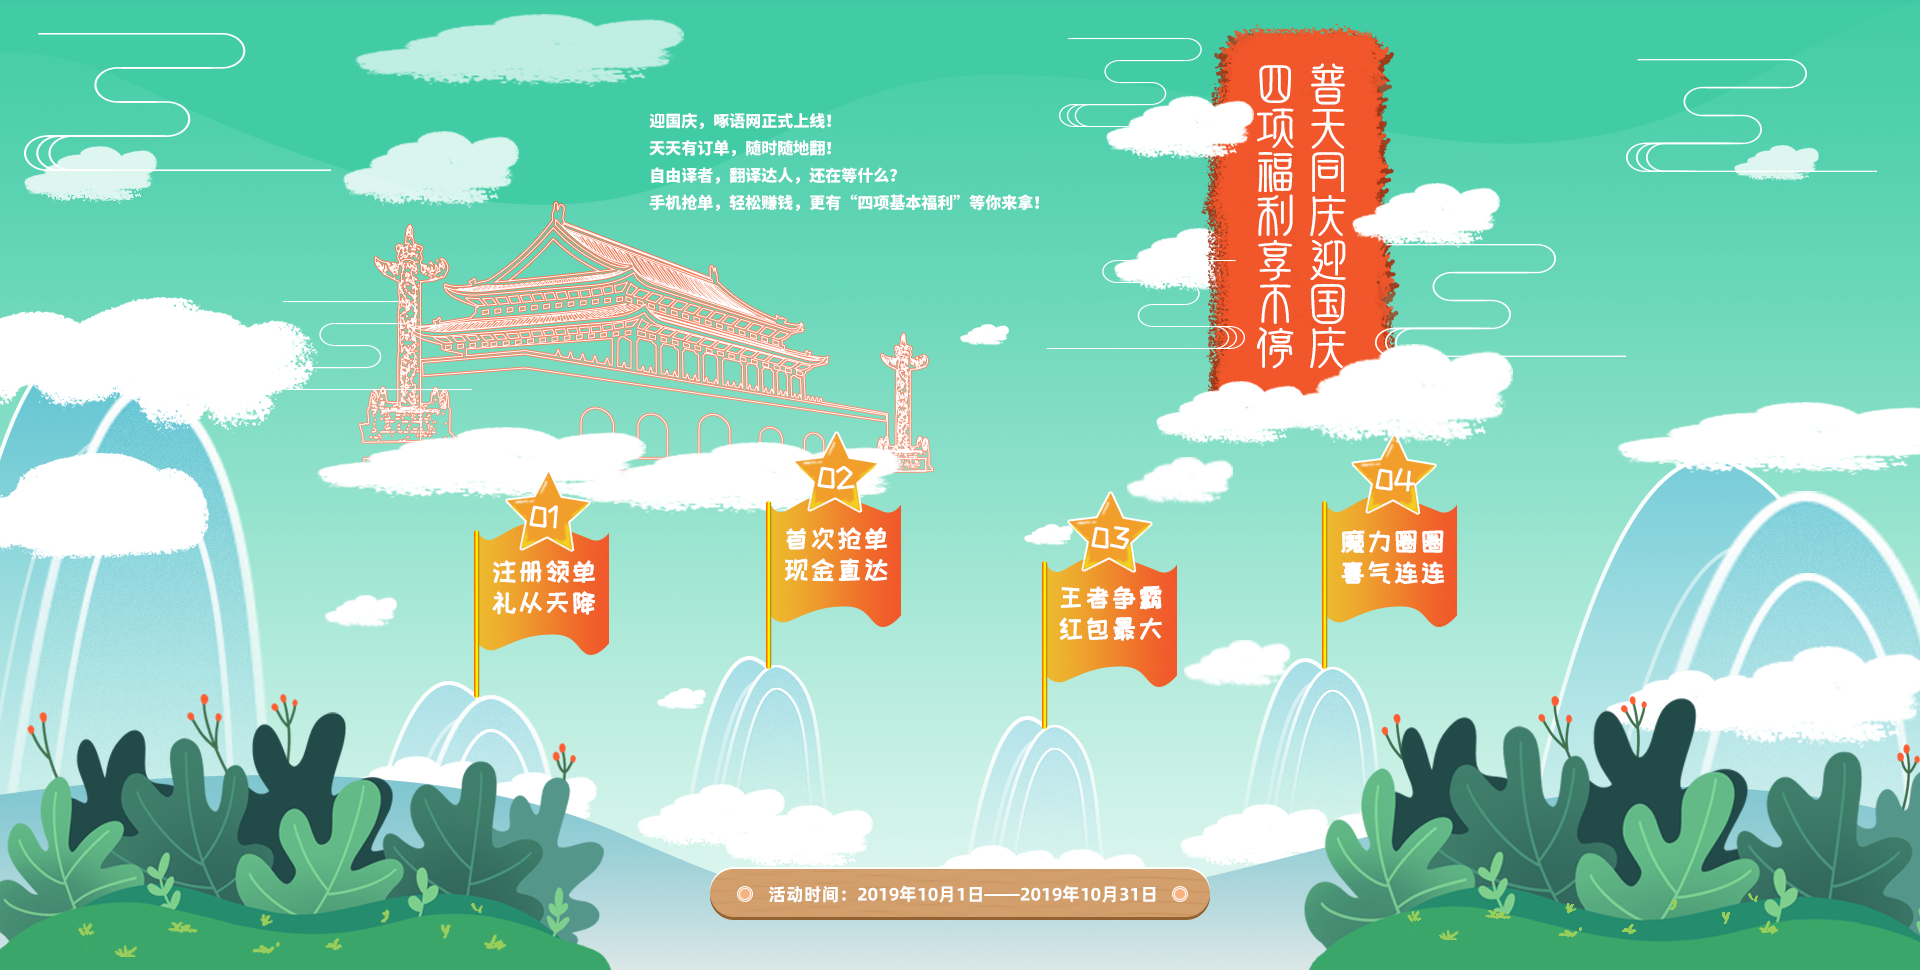 迎国庆，啄语网正式上线！
天天有订单，随时随地翻！
自由译者，翻译达人，还在等什么？
手机抢单，轻松赚钱，更有“四项基本福利”等你来拿！
普天同庆迎国庆
四项福利享不停
01
注册领单
礼从天降
02
首次抢单
现金直达
03
王者争霸
红包最大
04
魔力圈圈
喜气连连
活动时间：2019年10月1日——2019年10月31日